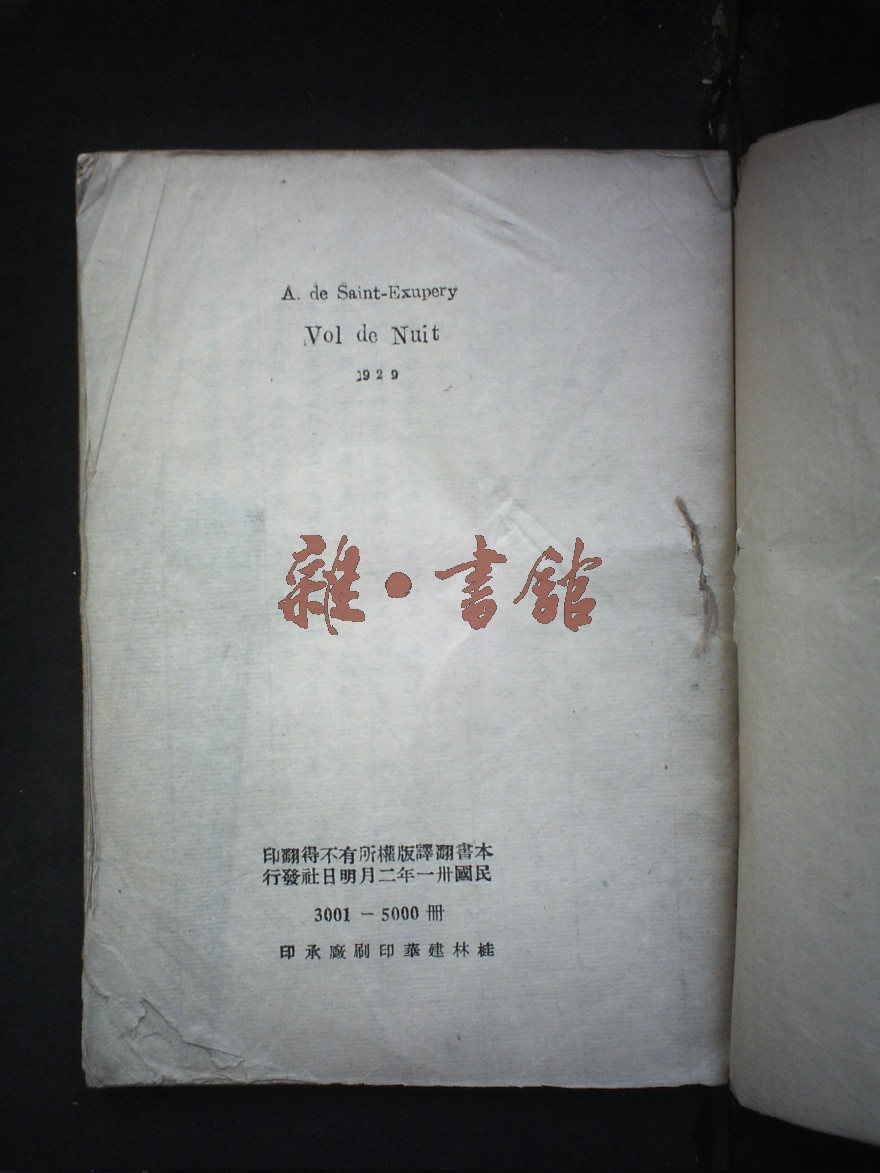 A. de Saint-Exupery
Vol de Nuit
1929
雜·書館
本書翻譯版權所有不得翻印
民國卅一年二月明日社發行
3001－5000 冊
桂林建華印刷廠承印